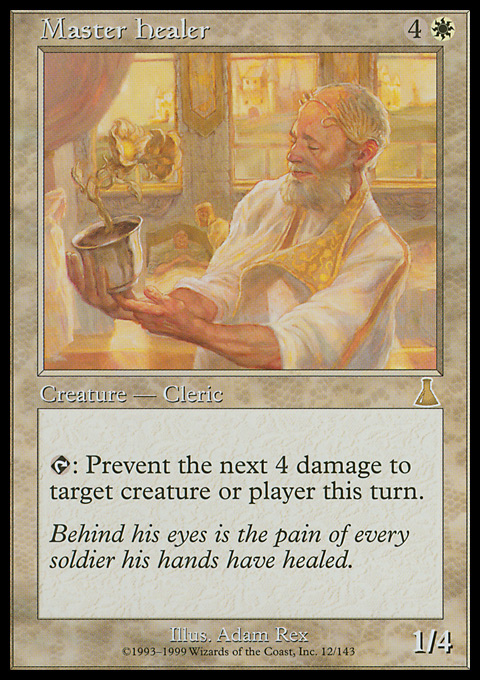 Master Healer 4
Creature — Cleric
: Prevent the next 4 damage to
target creature or player this turn.
Behind his eyes is the pain of every
soldier his hands have healed.
Illus. Adam Rex
©1993–1999 Wizards of the Coast, Inc. 12/143
1/4